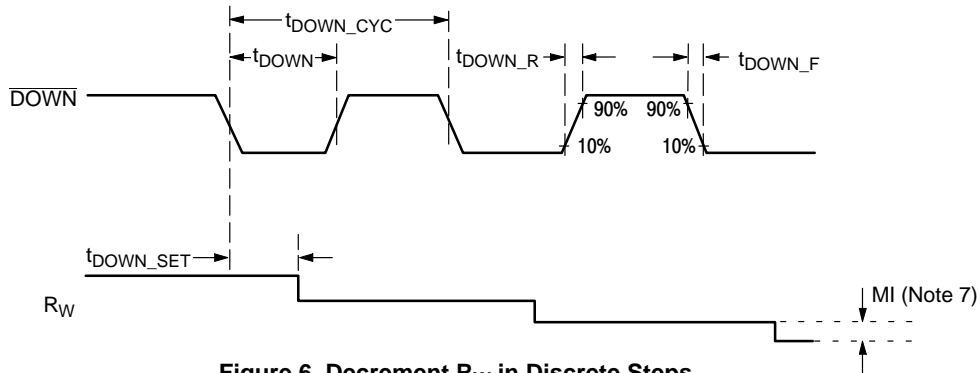 tDOWN_CYC
tDOWN
tDOWN_R
tDOWN_F
DOWN
90%
90%
10%
10%
tDOWN_SET
RW
MI (Note 7)
Figure 6. Decrement RW in Discrete Steps